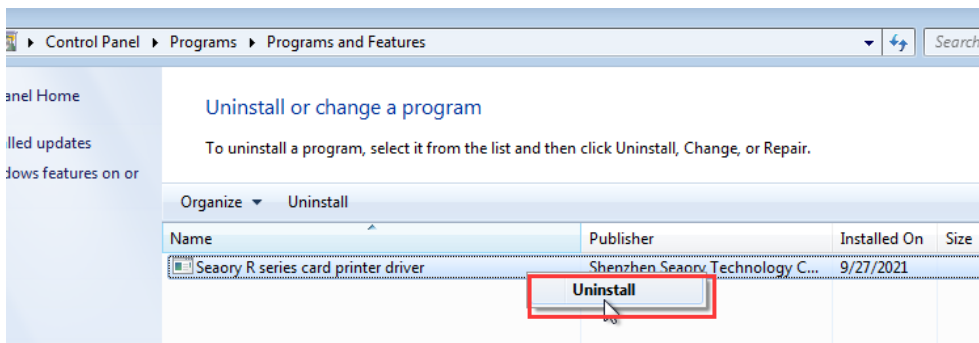 Control Panel Programs Programs and Features
Search
anel Home
Uninstall or change a program
lled updates
To uninstall a program, select it from the list and then click Uninstall, Change, or Repair.
dows features on or
Organize Uninstall
Name Publisher Installed On Size
Seaory R series card printer driver Shenzhen Seaory Technology C... 9/27/2021
Uninstall